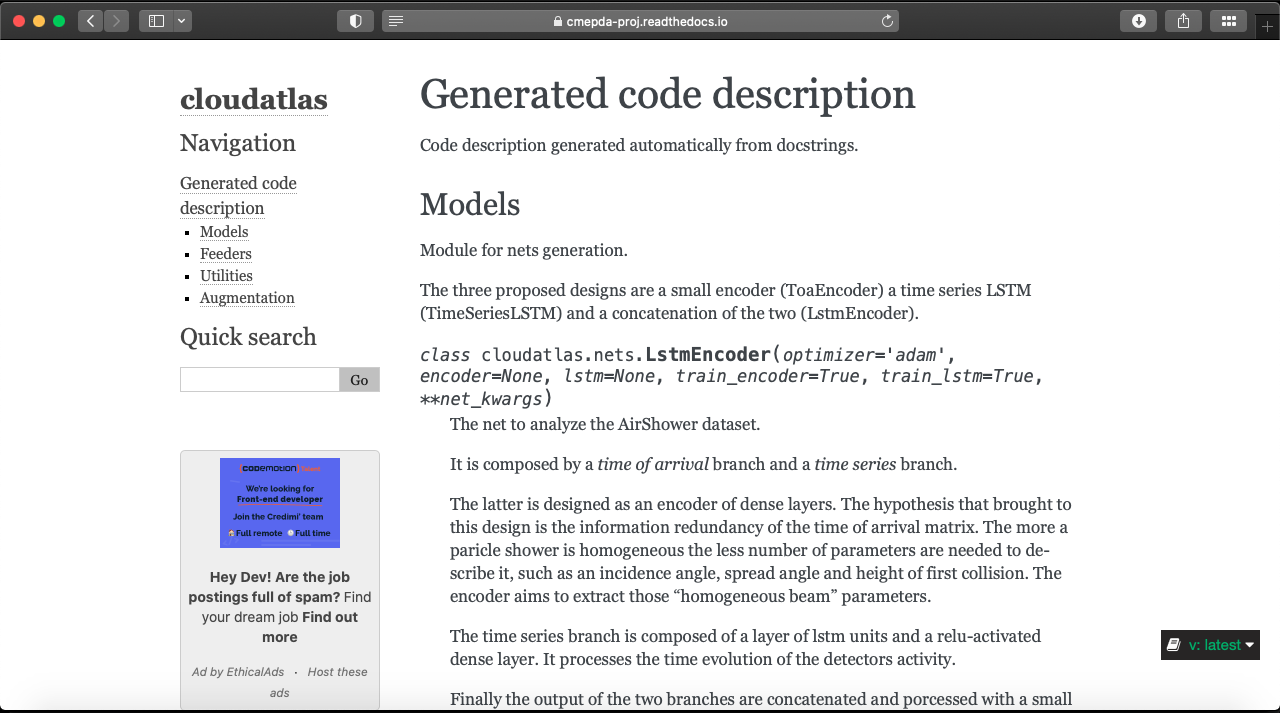 cmepda-proj.readthedocs.io
cloudatlas
Navigation
Generated code
description
Models
Feeders
Utilities
Augmentation
Quick search
Go
CODEMOTION Talent
We're looking for
Front-end developer
Join the Credimi' team
Full remote Full time
Hey Dev! Are the job
postings full of spam? Find
your dream job Find out
more
Ad by EthicalAds · Host these
ads
Generated code description
Code description generated automatically from docstrings.
Models
Module for nets generation.
The three proposed designs are a small encoder (ToaEncoder) a time series LSTM
(TimeSeriesLSTM) and a concatenation of the two (LstmEncoder).
class cloudatlas.nets.LstmEncoder(optimizer='adam',
encoder=None, lstm=None, train_encoder=True, train_lstm=True,
**net_kwargs)
The net to analyze the AirShower dataset.
It is composed by a time of arrival branch and a time series branch.
The latter is designed as an encoder of dense layers. The hypothesis that brought to
this design is the information redundancy of the time of arrival matrix. The more a
paricle shower is homogeneous the less number of parameters are needed to de-
scribe it, such as an incidence angle, spread angle and height of first collision. The
encoder aims to extract those “homogeneous beam” parameters.
The time series branch is composed of a layer of lstm units and a relu-activated
dense layer. It processes the time evolution of the detectors activity.
Finally the output of the two branches are concatenated and porcessed with a small
v: latest